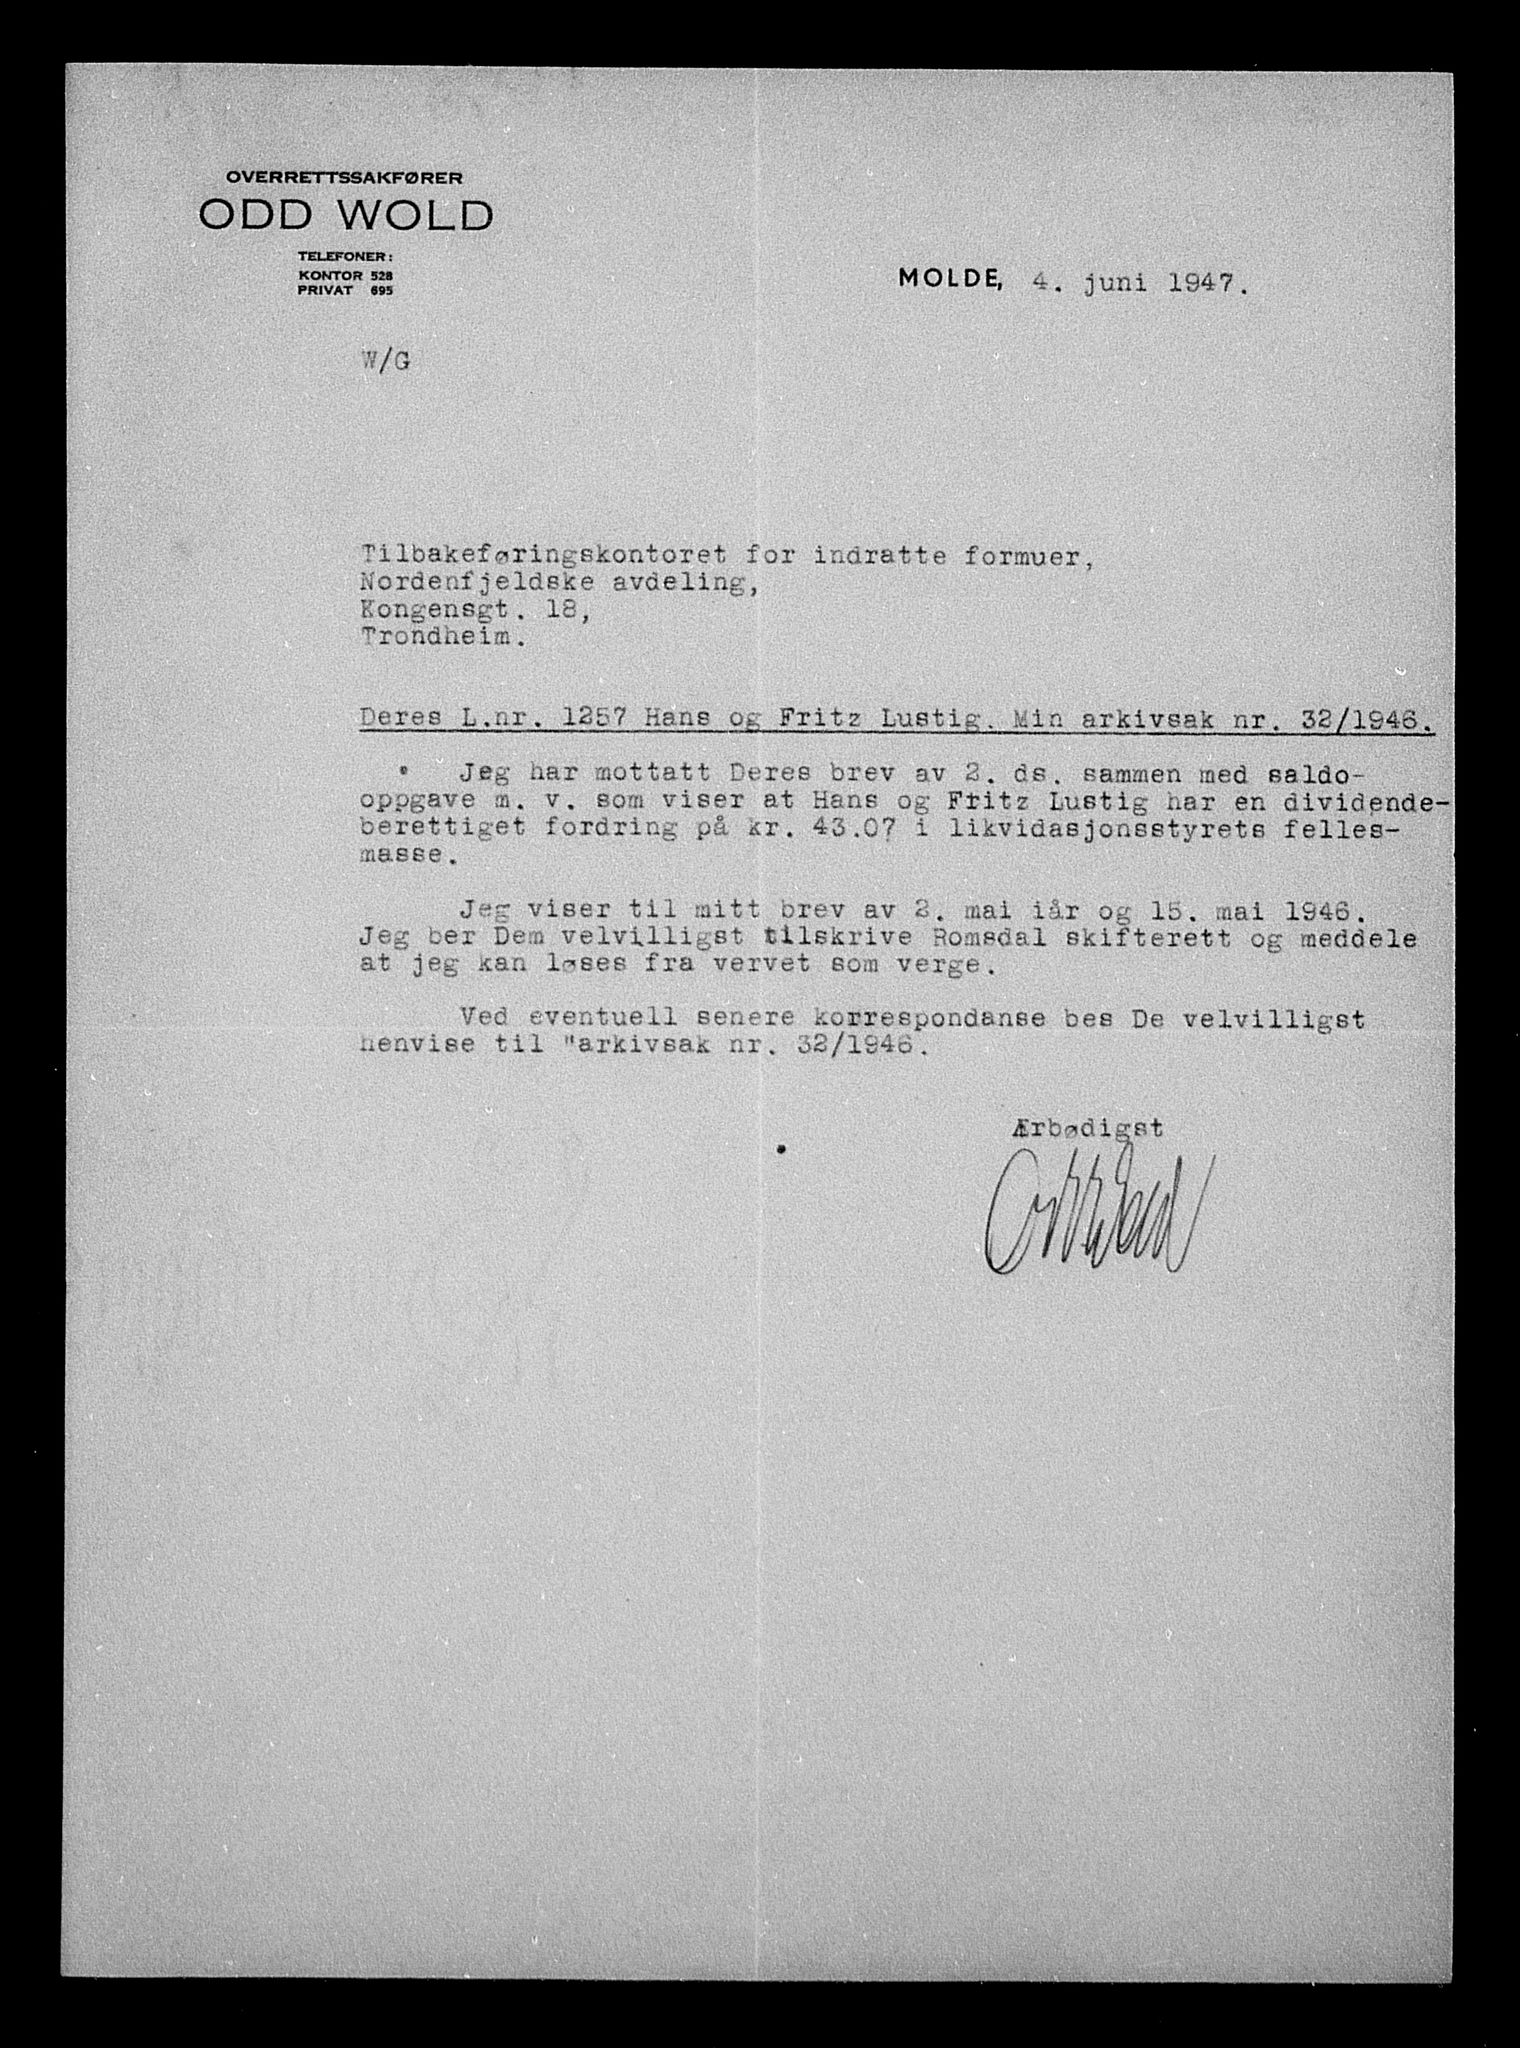 OVERRETTSSAKFØRER
ODD WOLD
TELEFONER:
KONTOR 528
PRIVAT 695
MOLDE, 4. juni 1947.
W/G
Tilbakeføringskontoret for indratte formuer,
Nordenfjeldske avdeling,
Kongensgt. 18,
Trondheim.
Deres L.nr. 1257 Hans og Fritz Lustig. Min arkivsak nr. 32/1946.
Jeg har mottatt Deres brev av 2. ds. sammen med saldo-
oppgave m. v. som viser at Hans og Fritz Lustig har en dividende-
berettiget fordring på kr. 43.07 i likvidasjonsstyrets felles-
masse.
Jeg viser til mitt brev av 2. mai iår og 15. mai 1946.
Jeg ber Dem velvilligst tilskrive Romsdal skifterett og meddele
at jeg kan løses fra vervet som verge.
Ved eventuell senere korrespondanse bes De velvilligst
henvise til "arkivsak nr. 32/1946.
Ærbødigst
Odd Wold